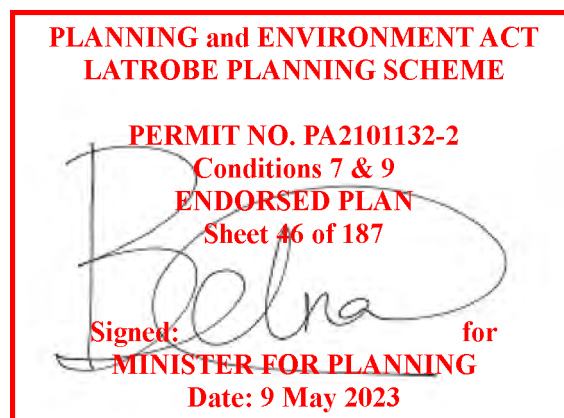 PLANNING and ENVIRONMENT ACT
LATROBE PLANNING SCHEME
PERMIT NO. PA2101132-2
Conditions 7 & 9
ENDORSED PLAN
Sheet 46 of 187
Signed: for
MINISTER FOR PLANNING
Date: 9 May 2023